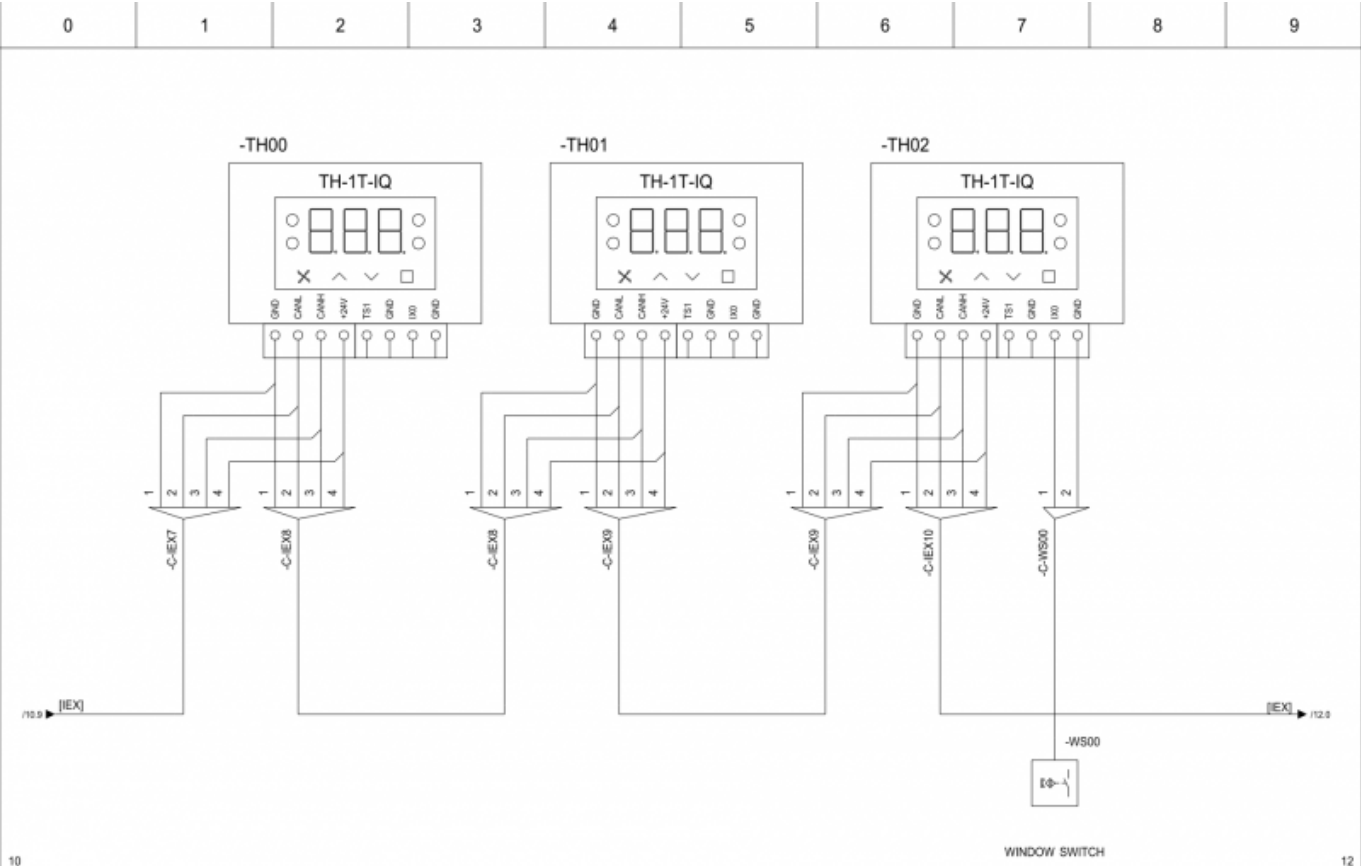 0 1 2 3 4 5 6 7 8 9
-TH00 -TH01 -TH02
TH-1T-IQ TH-1T-IQ TH-1T-IQ
GND CANL CANH +24V TS1 GND IX0 GND GND CANL CANH +24V TS1 GND IX0 GND GND CANL CANH +24V TS1 GND IX0 GND
1 2 3 4 1 2 3 4 1 2 3 4 1 2 3 4 1 2 3 4 1 2 3 4 1 2
-C-IEX7 -C-IEX8 -C-IEX8 -C-IEX9 -C-IEX9 -C-IEX10 -C-WS00
/10.9 [IEX] [IEX] /12.0
-WS00
WINDOW SWITCH
10 12